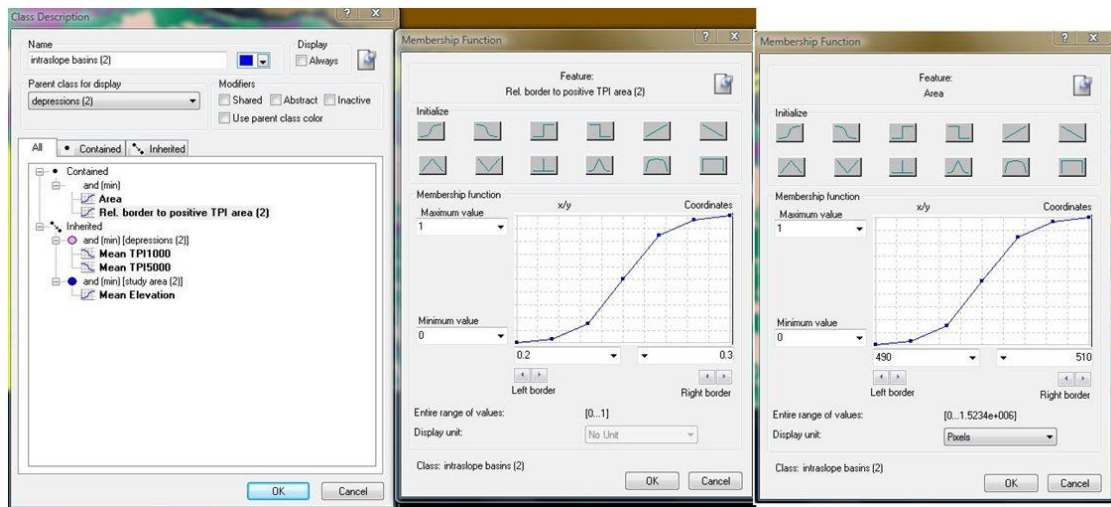 Class Description
Name
intraslope basins (2)
Display
Always
Parent class for display
depressions (2)
Modifiers
Shared Abstract Inactive
Use parent class color
All Contained Inherited
Contained
and (min)
Area
Rel. border to positive TPI area (2)
Inherited
and (min) [depressions (2)]
Mean TPI1000
Mean TPI5000
and (min) [study area (2)]
Mean Elevation
OK Cancel
Membership Function
Feature:
Rel. border to positive TPI area (2)
Initialize
Membership function
Maximum value x/y Coordinates
1
Minimum value
0
0.2 0.3
Left border Right border
Entire range of values: [0...1]
Display unit: No Unit
Class: intraslope basins (2)
OK Cancel
Membership Function
Feature:
Area
Initialize
Membership function
Maximum value x/y Coordinates
1
Minimum value
0
490 510
Left border Right border
Entire range of values: [0...1.5234e+006]
Display unit: Pixels
Class: intraslope basins (2)
OK Cancel